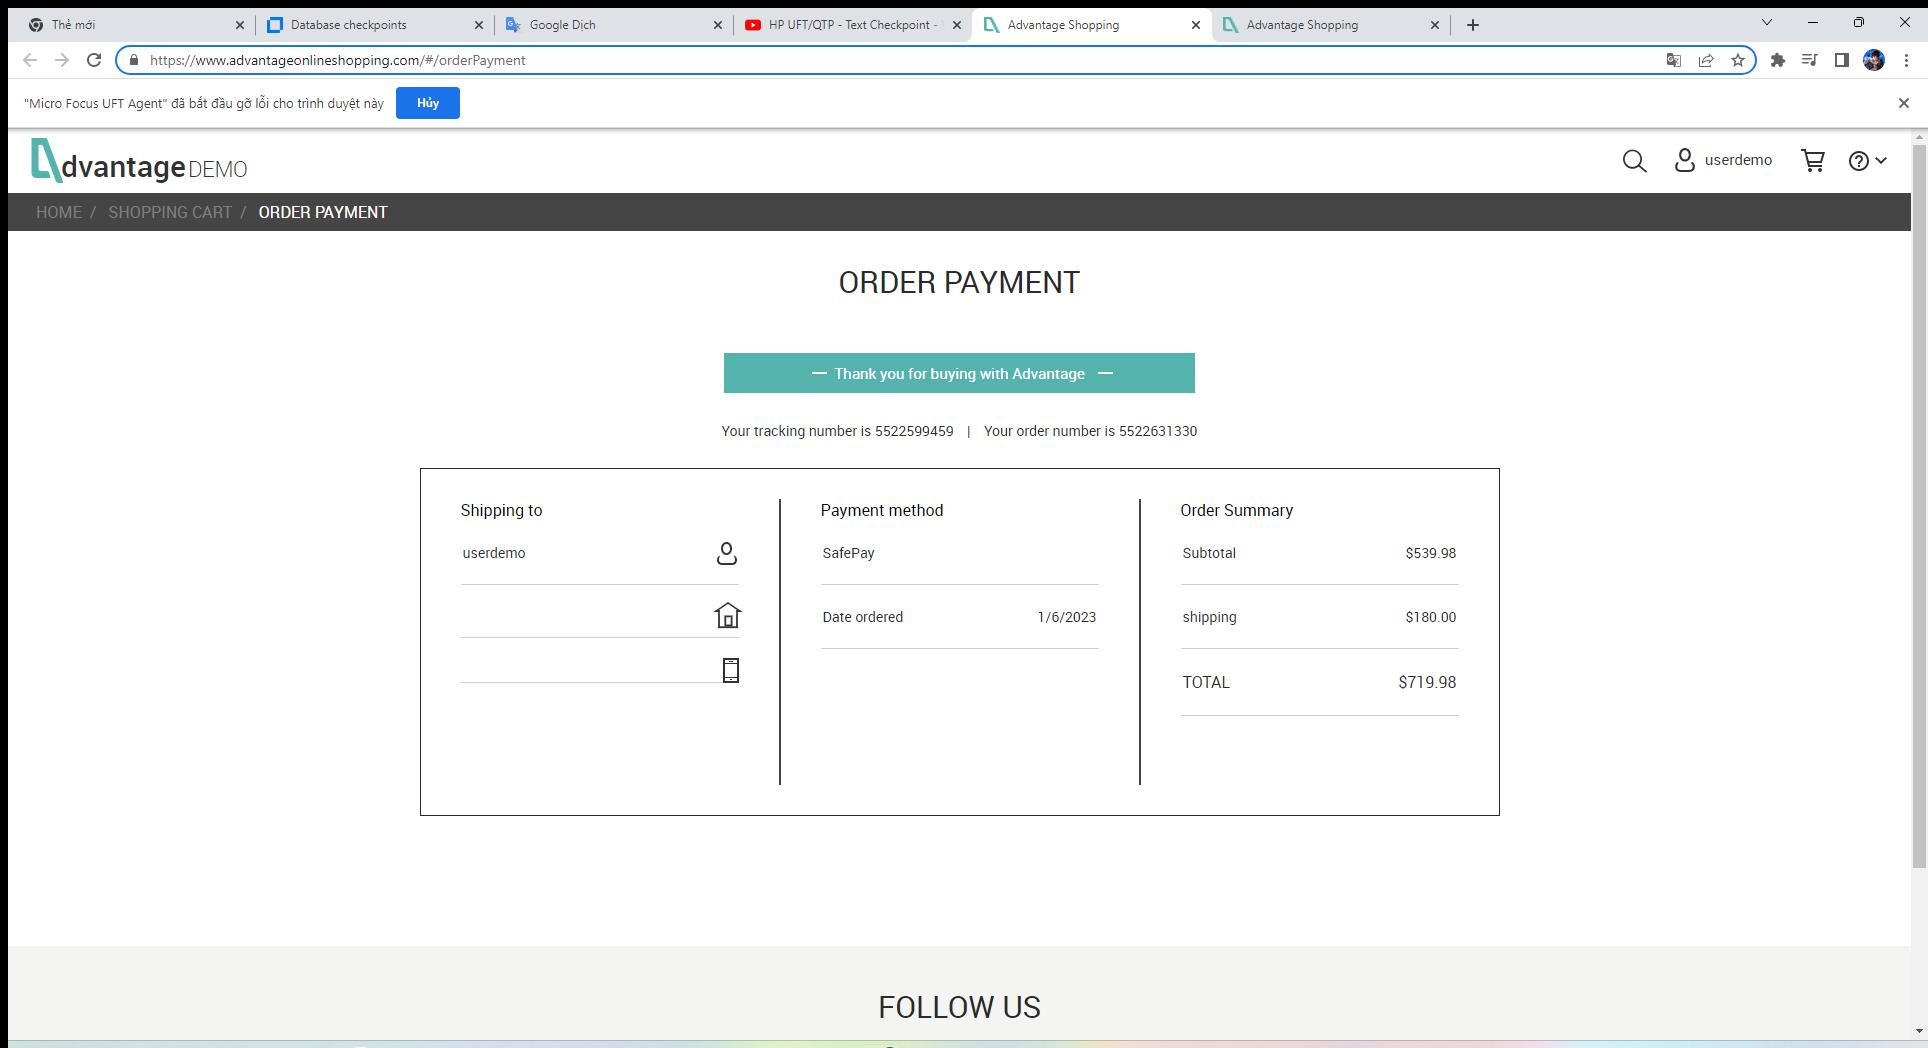 Thẻ mới
Database checkpoints
Google Dịch
HP UFT/QTP - Text Checkpoint -
Advantage Shopping
Advantage Shopping
https://www.advantageonlineshopping.com/#/orderPayment
"Micro Focus UFT Agent" đã bắt đầu gỡ lỗi cho trình duyệt này
Hủy
dvantage DEMO
userdemo
HOME / SHOPPING CART / ORDER PAYMENT
ORDER PAYMENT
— Thank you for buying with Advantage —
Your tracking number is 5522599459 | Your order number is 5522631330
Shipping to
userdemo
Payment method
SafePay
Date ordered 1/6/2023
Order Summary
Subtotal $539.98
shipping $180.00
TOTAL $719.98
FOLLOW US